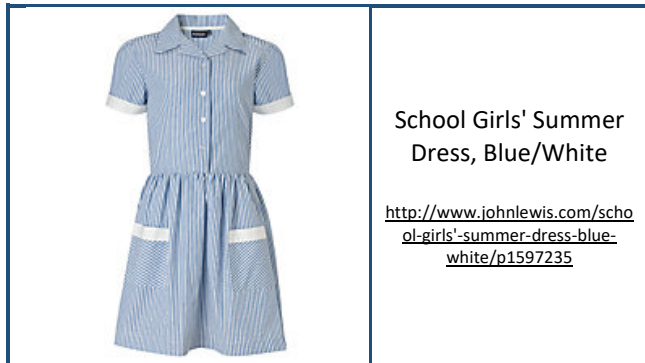 School Girls' Summer
Dress, Blue/White
http://www.johnlewis.com/scho
ol-girls'-summer-dress-blue-
white/p1597235